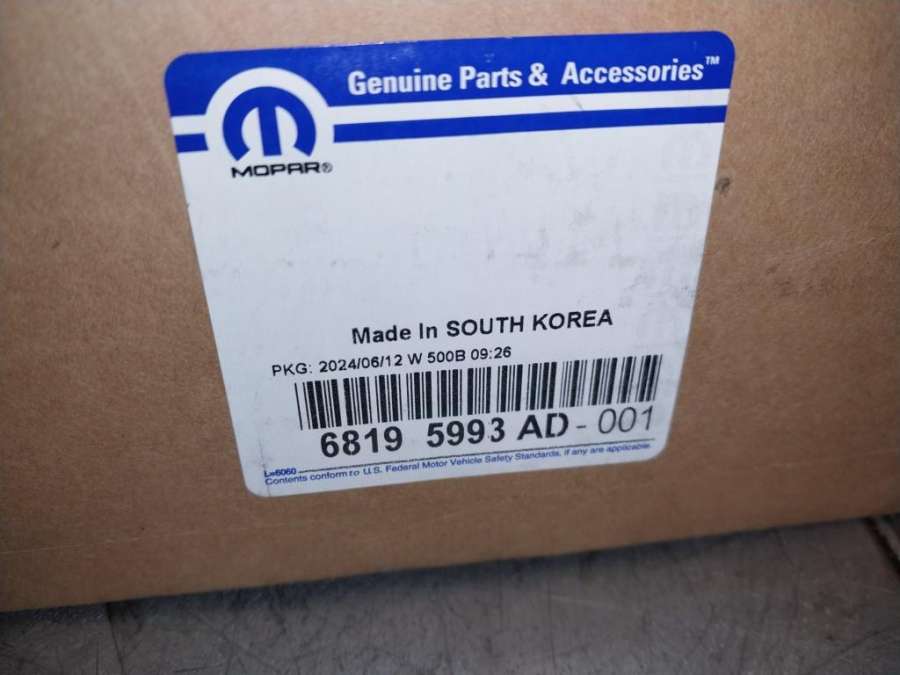 Genuine Parts & Accessories™
MOPAR®
Made In SOUTH KOREA
PKG: 2024/06/12 W 500B 09:26
6819 5993 AD - 001
L=6060
Contents conform to U.S. Federal Motor Vehicle Safety Standards, if any are applicable.